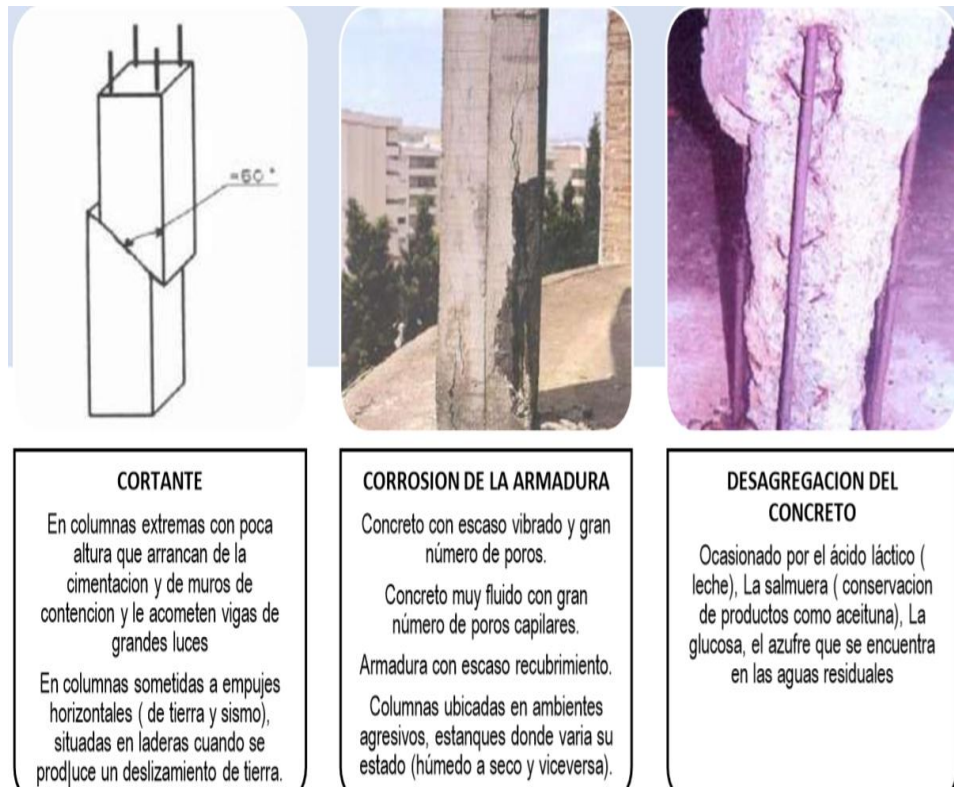 ≈60°
CORTANTE
En columnas extremas con poca
altura que arrancan de la
cimentacion y de muros de
contencion y le acometen vigas de
grandes luces
En columnas sometidas a empujes
horizontales ( de tierra y sismo),
situadas en laderas cuando se
prod|uce un deslizamiento de tierra.
CORROSION DE LA ARMADURA
Concreto con escaso vibrado y gran
número de poros.
Concreto muy fluido con gran
número de poros capilares.
Armadura con escaso recubrimiento.
Columnas ubicadas en ambientes
agresivos, estanques donde varia su
estado (húmedo a seco y viceversa).
DESAGREGACION DEL
CONCRETO
Ocasionado por el ácido láctico (
leche), La salmuera ( conservacion
de productos como aceituna), La
glucosa, el azufre que se encuentra
en las aguas residuales